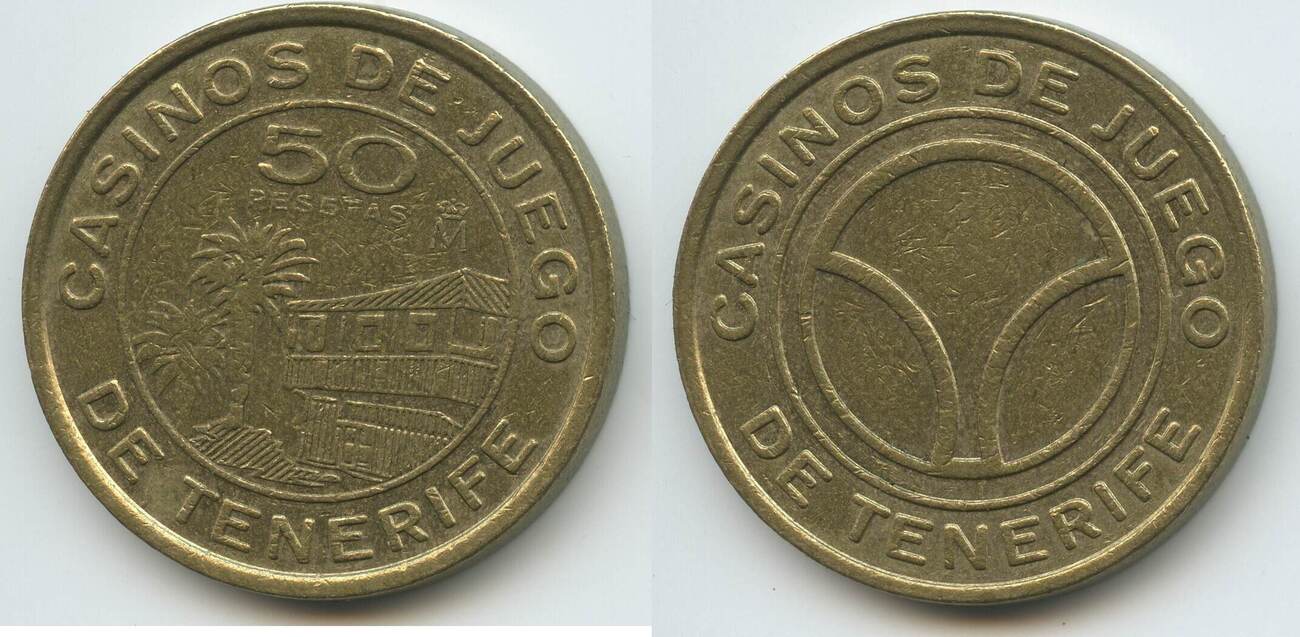 CASINOS DE JUEGO
50
PESETAS
M
DE TENERIFE
CASINOS DE JUEGO
DE TENERIFE